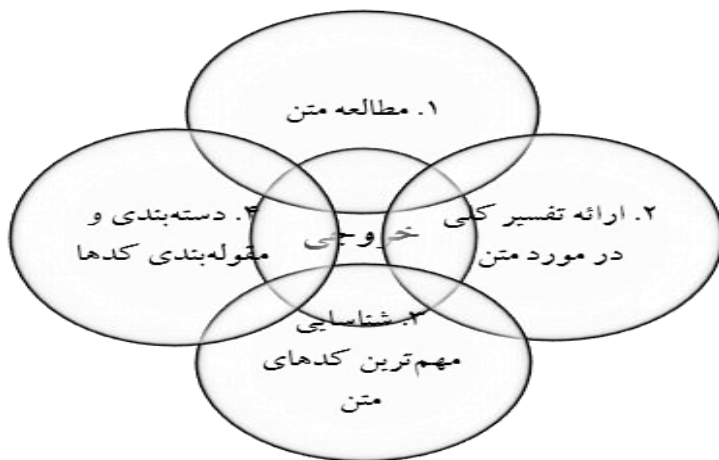 ۱. مطالعه متن
۲. ارائه تفسیر کلی
در مورد متن
۳. شناسایی
مهم‌ترین کدهای
متن
۴. دسته‌بندی و
مقوله‌بندی کدها
خروجی